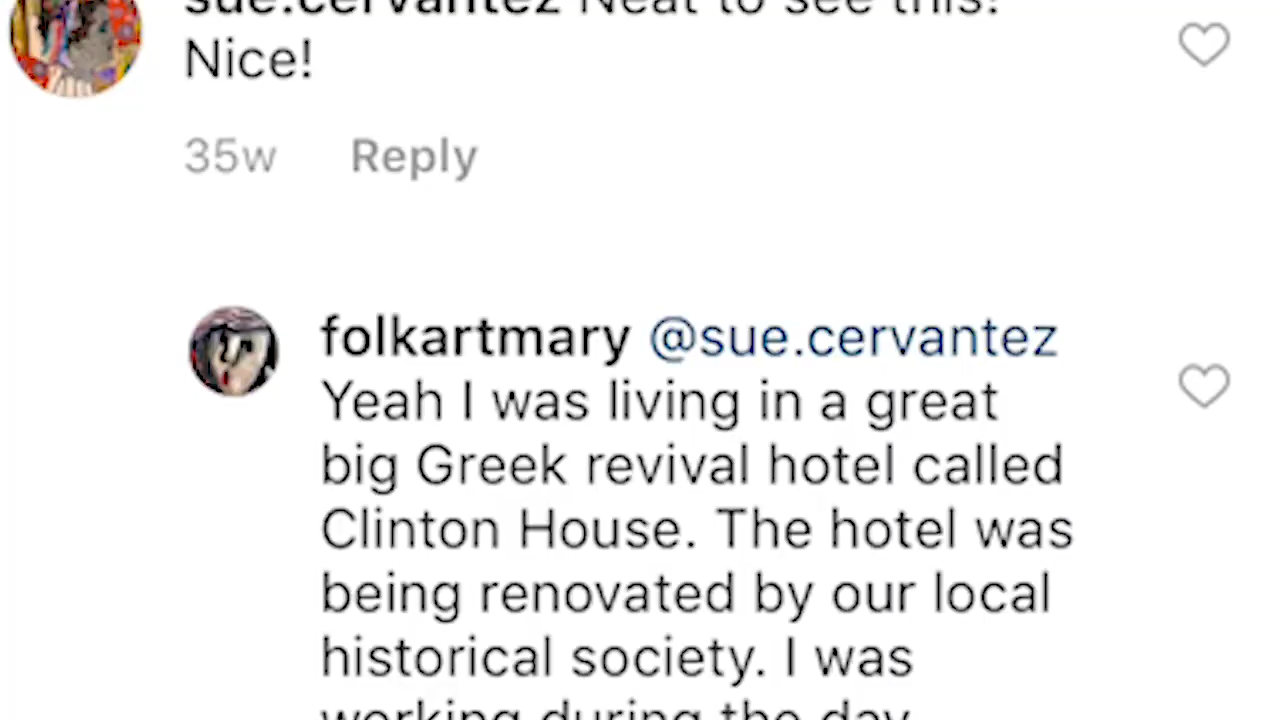 sue.cervantez Neat to see this!
Nice!
35w Reply
folkartmary @sue.cervantez
Yeah I was living in a great
big Greek revival hotel called
Clinton House. The hotel was
being renovated by our local
historical society. I was
working during the day